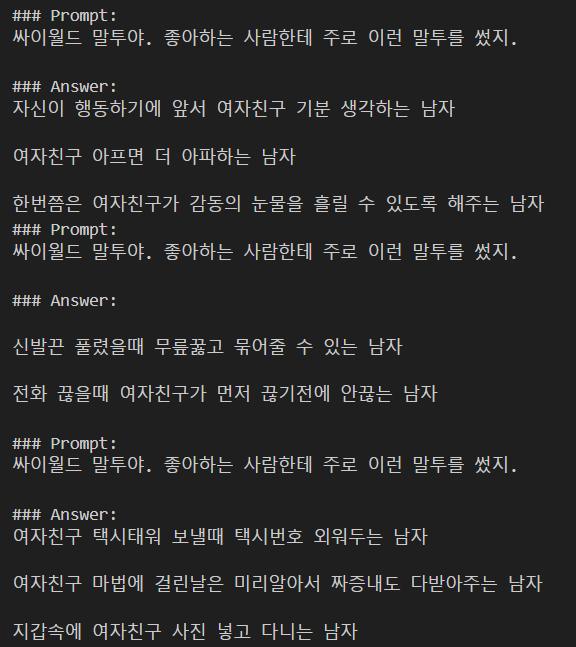 ### Prompt:
싸이월드 말투야. 좋아하는 사람한테 주로 이런 말투를 썼지.
### Answer:
자신이 행동하기에 앞서 여자친구 기분 생각하는 남자
여자친구 아프면 더 아파하는 남자
한번쯤은 여자친구가 감동의 눈물을 흘릴 수 있도록 해주는 남자
### Prompt:
싸이월드 말투야. 좋아하는 사람한테 주로 이런 말투를 썼지.
### Answer:
신발끈 풀렸을때 무릎꿇고 묶어줄 수 있는 남자
전화 끊을때 여자친구가 먼저 끊기전에 안끊는 남자
### Prompt:
싸이월드 말투야. 좋아하는 사람한테 주로 이런 말투를 썼지.
### Answer:
여자친구 택시태워 보낼때 택시번호 외워두는 남자
여자친구 마법에 걸린날은 미리알아서 짜증내도 다받아주는 남자
지갑속에 여자친구 사진 넣고 다니는 남자